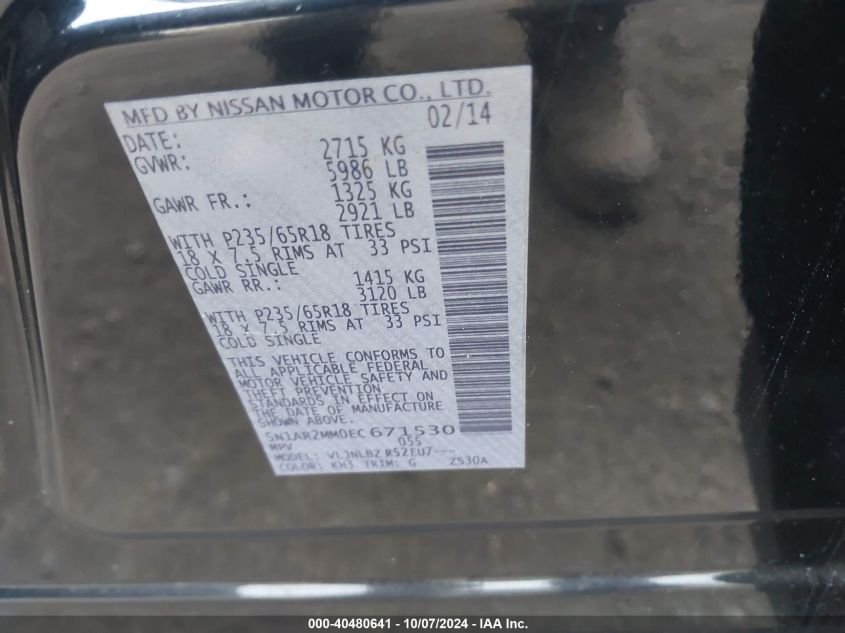 MFD BY NISSAN MOTOR CO., LTD.
DATE: 02/14
GVWR: 2715 KG
5986 LB
GAWR FR.: 1325 KG
2921 LB
WITH P235/65R18 TIRES
18 X 7.5 RIMS AT 33 PSI
COLD SINGLE
GAWR RR.: 1415 KG
3120 LB
WITH P235/65R18 TIRES
18 X 7.5 RIMS AT 33 PSI
COLD SINGLE
THIS VEHICLE CONFORMS TO
ALL APPLICABLE FEDERAL
MOTOR VEHICLE SAFETY AND
THEFT PREVENTION
STANDARDS IN EFFECT ON
THE DATE OF MANUFACTURE
SHOWN ABOVE.
5N1AR2MM0EC671530
MPV 055
MODEL: VLJNLBZ R52EU7---
COLOR: KH3 TRIM: G ZS30A
000-40480641 - 10/07/2024 - IAA Inc.